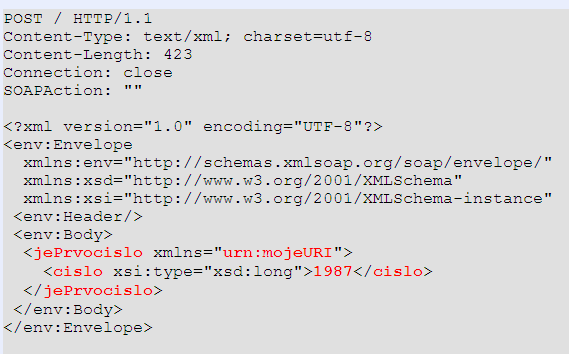 POST / HTTP/1.1
Content-Type: text/xml; charset=utf-8
Content-Length: 423
Connection: close
SOAPAction: ""

<?xml version="1.0" encoding="UTF-8"?>
<env:Envelope
  xmlns:env="http://schemas.xmlsoap.org/soap/envelope/"
  xmlns:xsd="http://www.w3.org/2001/XMLSchema"
  xmlns:xsi="http://www.w3.org/2001/XMLSchema-instance"
 <env:Header/>
 <env:Body>
  <jePrvocislo xmlns="urn:mojeURI">
    <cislo xsi:type="xsd:long">1987</cislo>
  </jePrvocislo>
 </env:Body>
</env:Envelope>